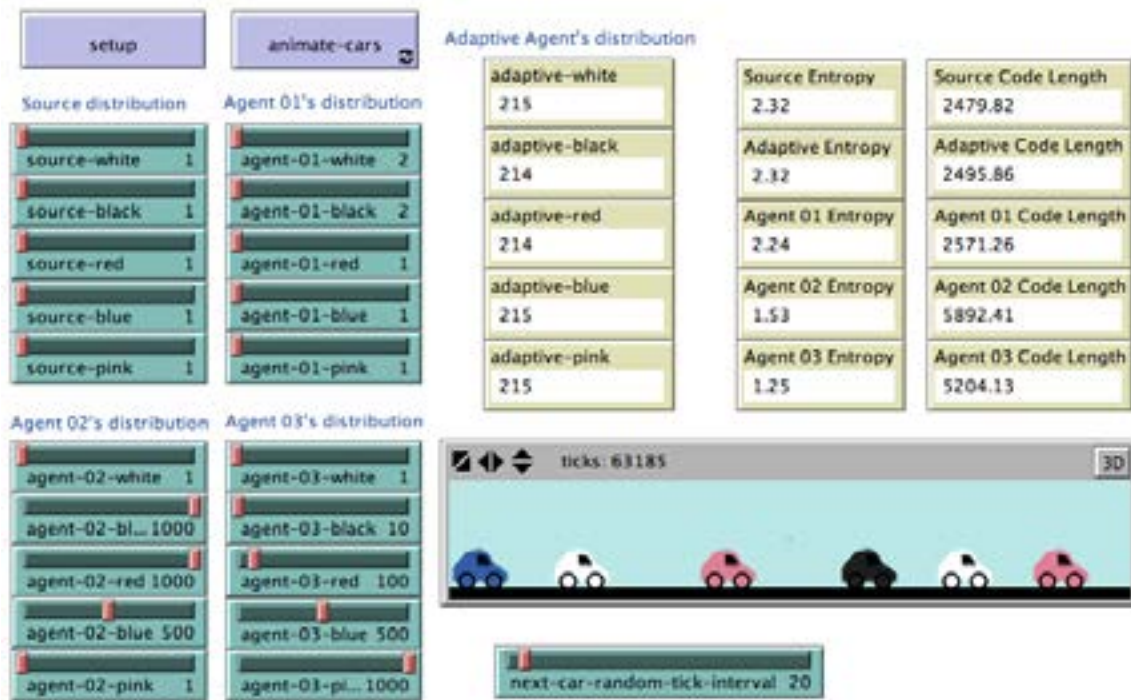 setup
animate-cars
Source distribution
source-white 1
source-black 1
source-red 1
source-blue 1
source-pink 1
Agent 01's distribution
agent-01-white 2
agent-01-black 2
agent-01-red 1
agent-01-blue 1
agent-01-pink 1
Agent 02's distribution
agent-02-white 1
agent-02-bl... 1000
agent-02-red 1000
agent-02-blue 500
agent-02-pink 1
Agent 03's distribution
agent-03-white 1
agent-03-black 10
agent-03-red 100
agent-03-blue 500
agent-03-pi... 1000
Adaptive Agent's distribution
adaptive-white
215
adaptive-black
214
adaptive-red
214
adaptive-blue
215
adaptive-pink
215
Source Entropy
2.32
Adaptive Entropy
2.32
Agent 01 Entropy
2.24
Agent 02 Entropy
1.53
Agent 03 Entropy
1.25
Source Code Length
2479.82
Adaptive Code Length
2495.86
Agent 01 Code Length
2571.26
Agent 02 Code Length
5892.41
Agent 03 Code Length
5204.13
ticks: 63185
3D
next-car-random-tick-interval 20